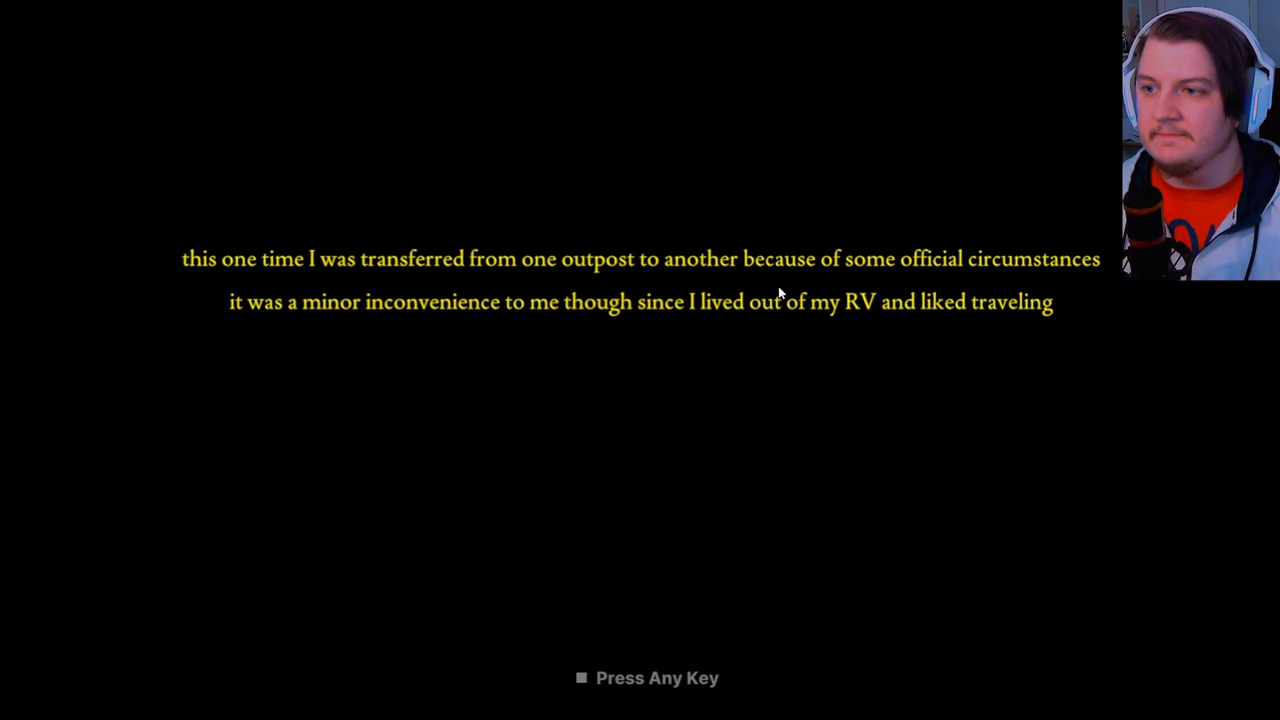 this one time I was transferred from one outpost to another because of some official circumstances
it was a minor inconvenience to me though since I lived out of my RV and liked traveling
Press Any Key